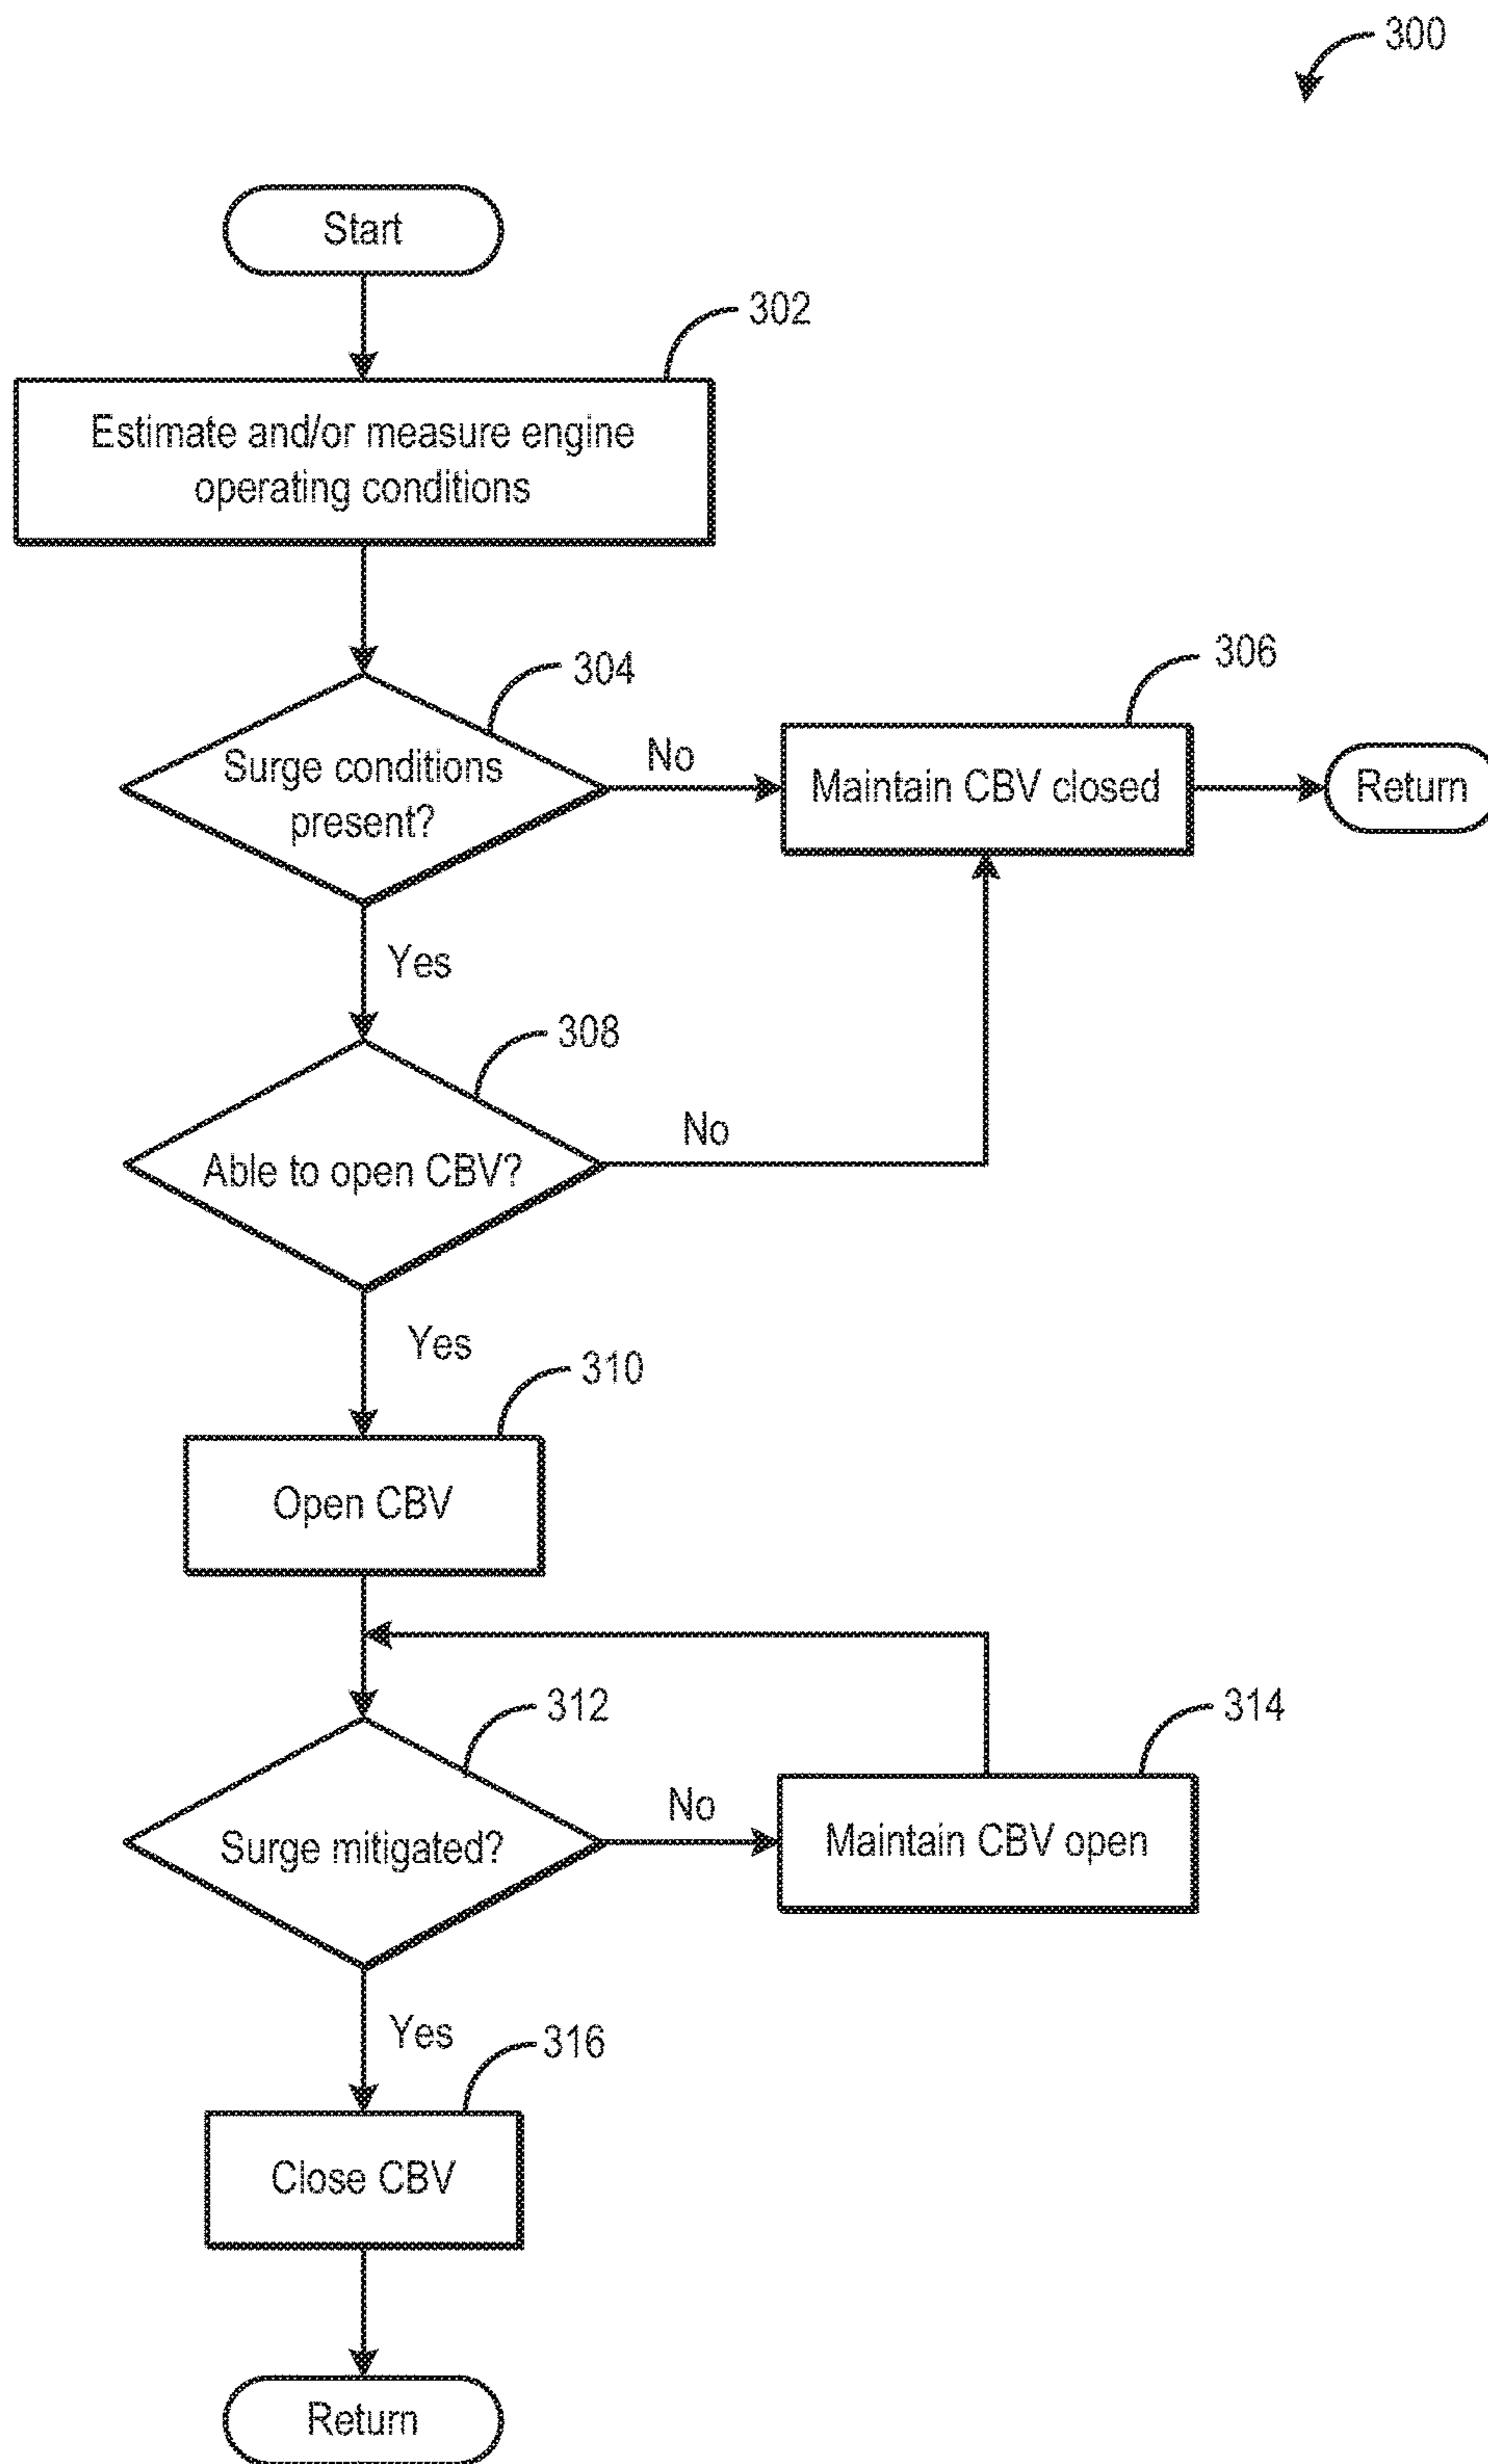 300
Start
302
Estimate and/or measure engine
operating conditions
304
Surge conditions
present?
No
306
Maintain CBV closed
Return
Yes
308
Able to open CBV?
No
Yes
310
Open CBV
312
Surge mitigated?
No
314
Maintain CBV open
Yes
316
Close CBV
Return